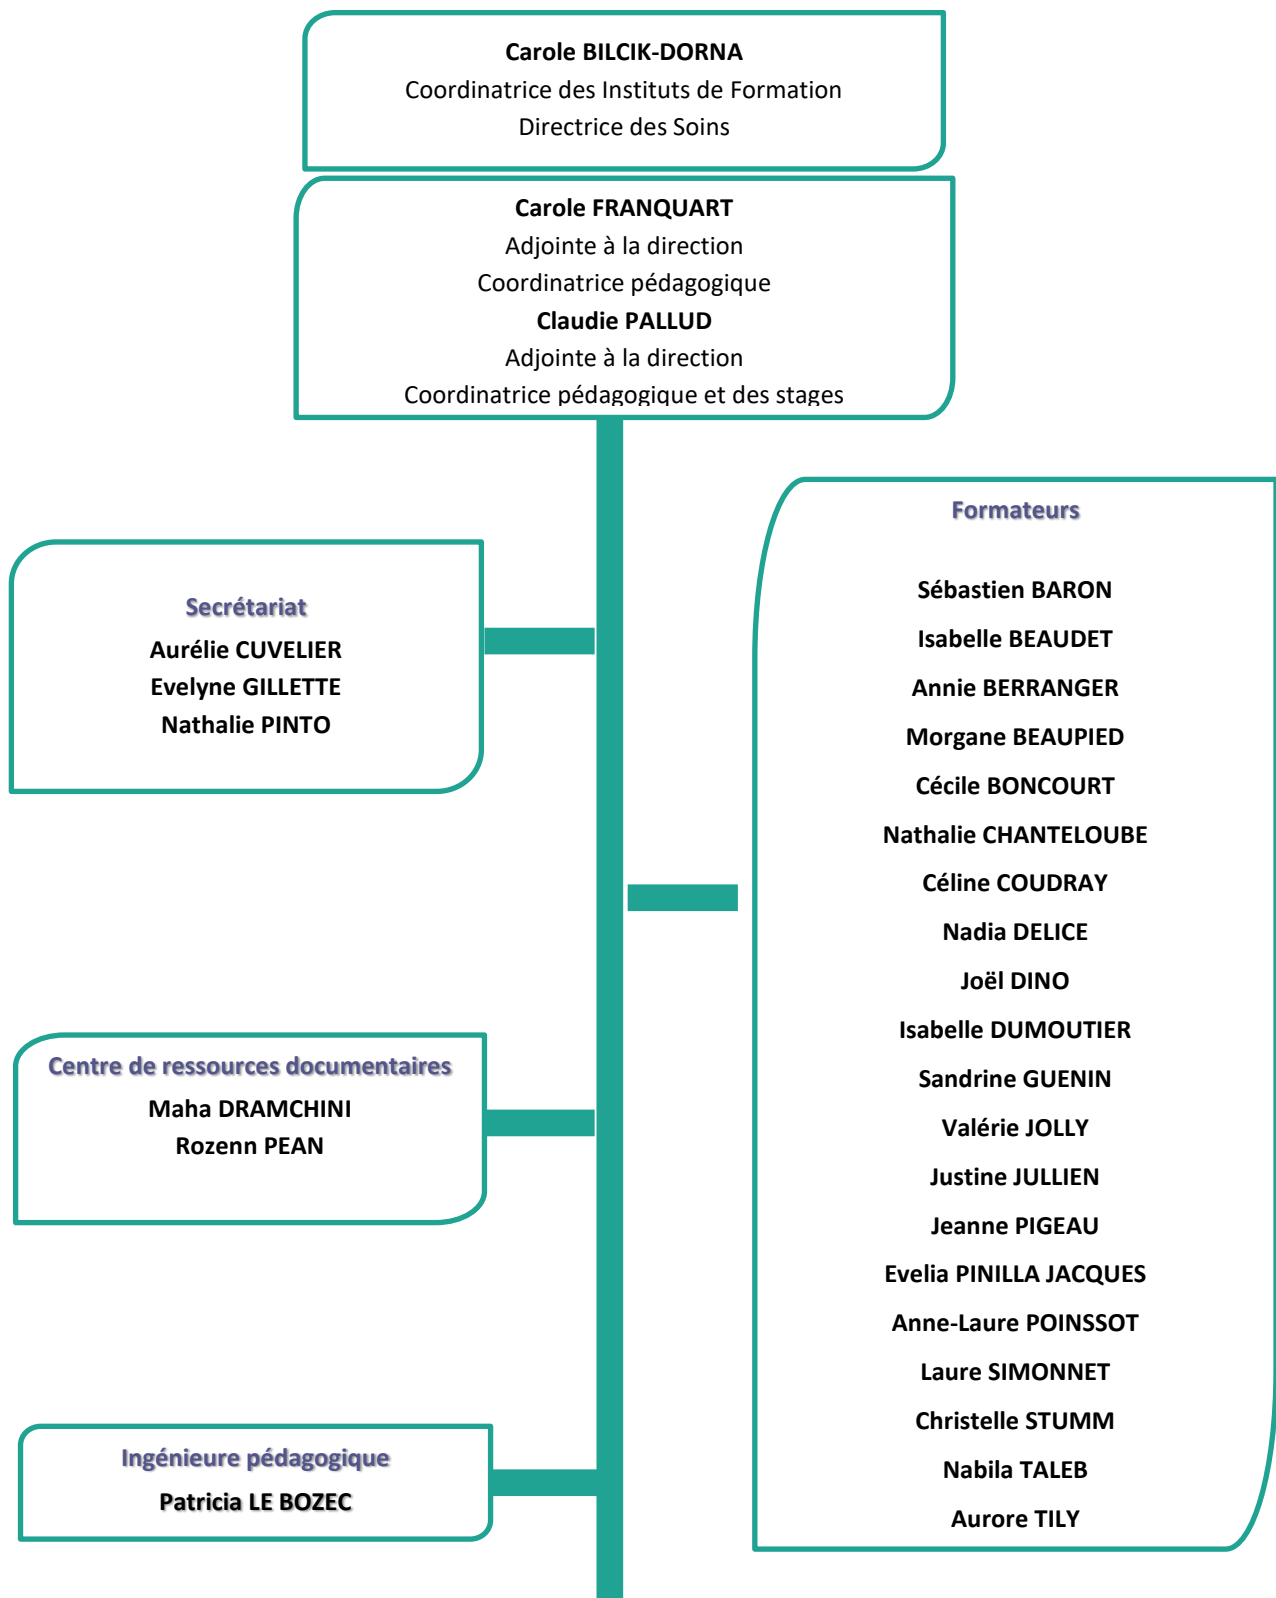 Carole BILCIK-DORNA
Coordinatrice des Instituts de Formation
Directrice des Soins
Carole FRANQUART
Adjointe à la direction
Coordinatrice pédagogique
Claudie PALLUD
Adjointe à la direction
Coordinatrice pédagogique et des stages
Secrétariat
Aurélie CUVELIER
Evelyne GILLETTE
Nathalie PINTO
Centre de ressources documentaires
Maha DRAMCHINI
Rozenn PEAN
Ingénieure pédagogique
Patricia LE BOZEC
Formateurs
Sébastien BARON
Isabelle BEAUDET
Annie BERRANGER
Morgane BEAUPIED
Cécile BONCOURT
Nathalie CHANTELOUBE
Céline COUDRAY
Nadia DELICE
Joël DINO
Isabelle DUMOUTIER
Sandrine GUENIN
Valérie JOLLY
Justine JULLIEN
Jeanne PIGEAU
Evelia PINILLA JACQUES
Anne-Laure POINSSOT
Laure SIMONNET
Christelle STUMM
Nabila TALEB
Aurore TILY